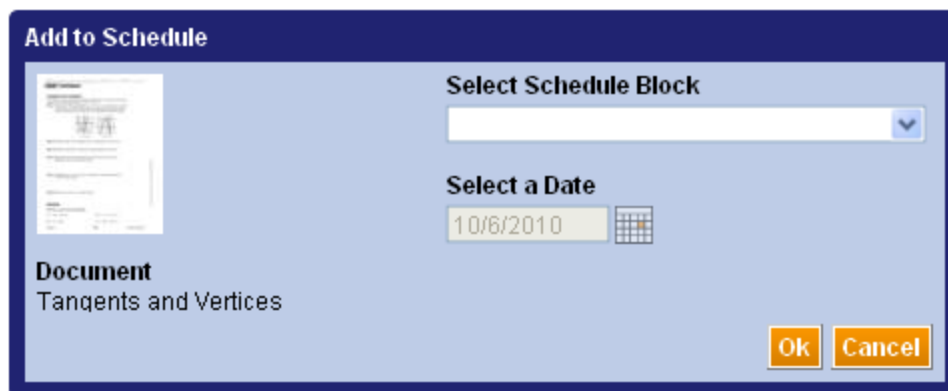 Add to Schedule
Select Schedule Block
Select a Date
10/6/2010
Document
Tangents and Vertices
Ok
Cancel